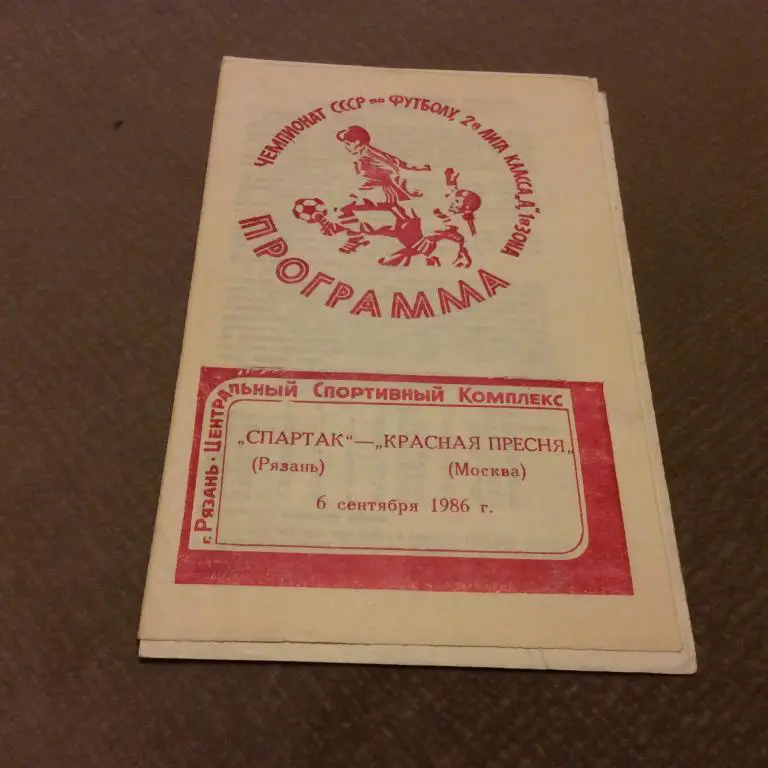 ЧЕМПИОНАТ СССР по ФУТБОЛУ, 2я ЛИГА КЛАССА „А" 1я ЗОНА
ПРОГРАММА
г. Рязань · Центральный Спортивный Комплекс
„СПАРТАК“ — „КРАСНАЯ ПРЕСНЯ„
(Рязань) (Москва)
6 сентября 1986 г.